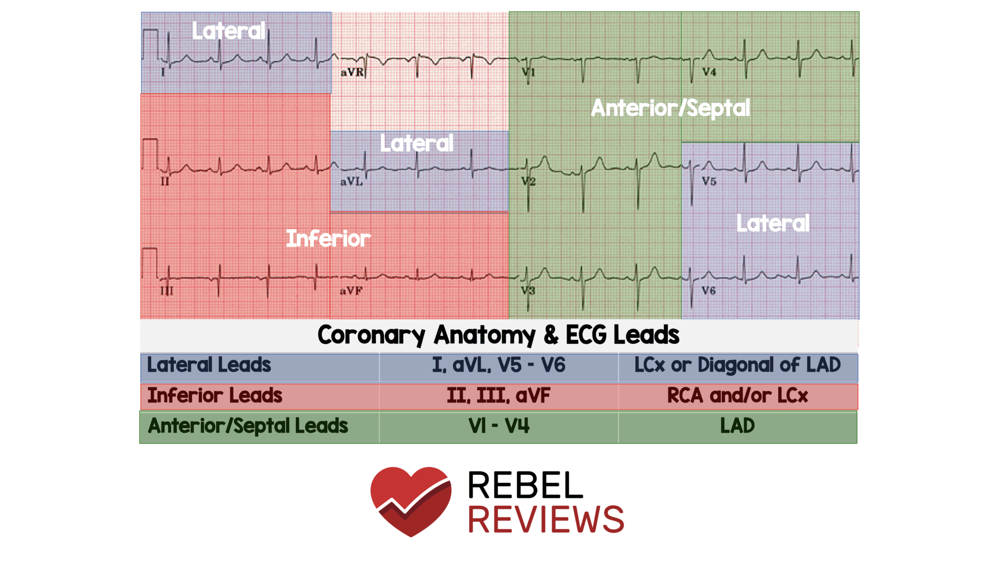 Lateral
I
aVR
V1
V4
Anterior/Septal
Lateral
II
aVL
V2
V5
Inferior
Lateral
III
aVF
V3
V6
Coronary Anatomy & ECG Leads
Lateral Leads I, aVL, V5 - V6 LCx or Diagonal of LAD
Inferior Leads II, III, aVF RCA and/or LCx
Anterior/Septal Leads V1 - V4 LAD
REBEL
REVIEWS